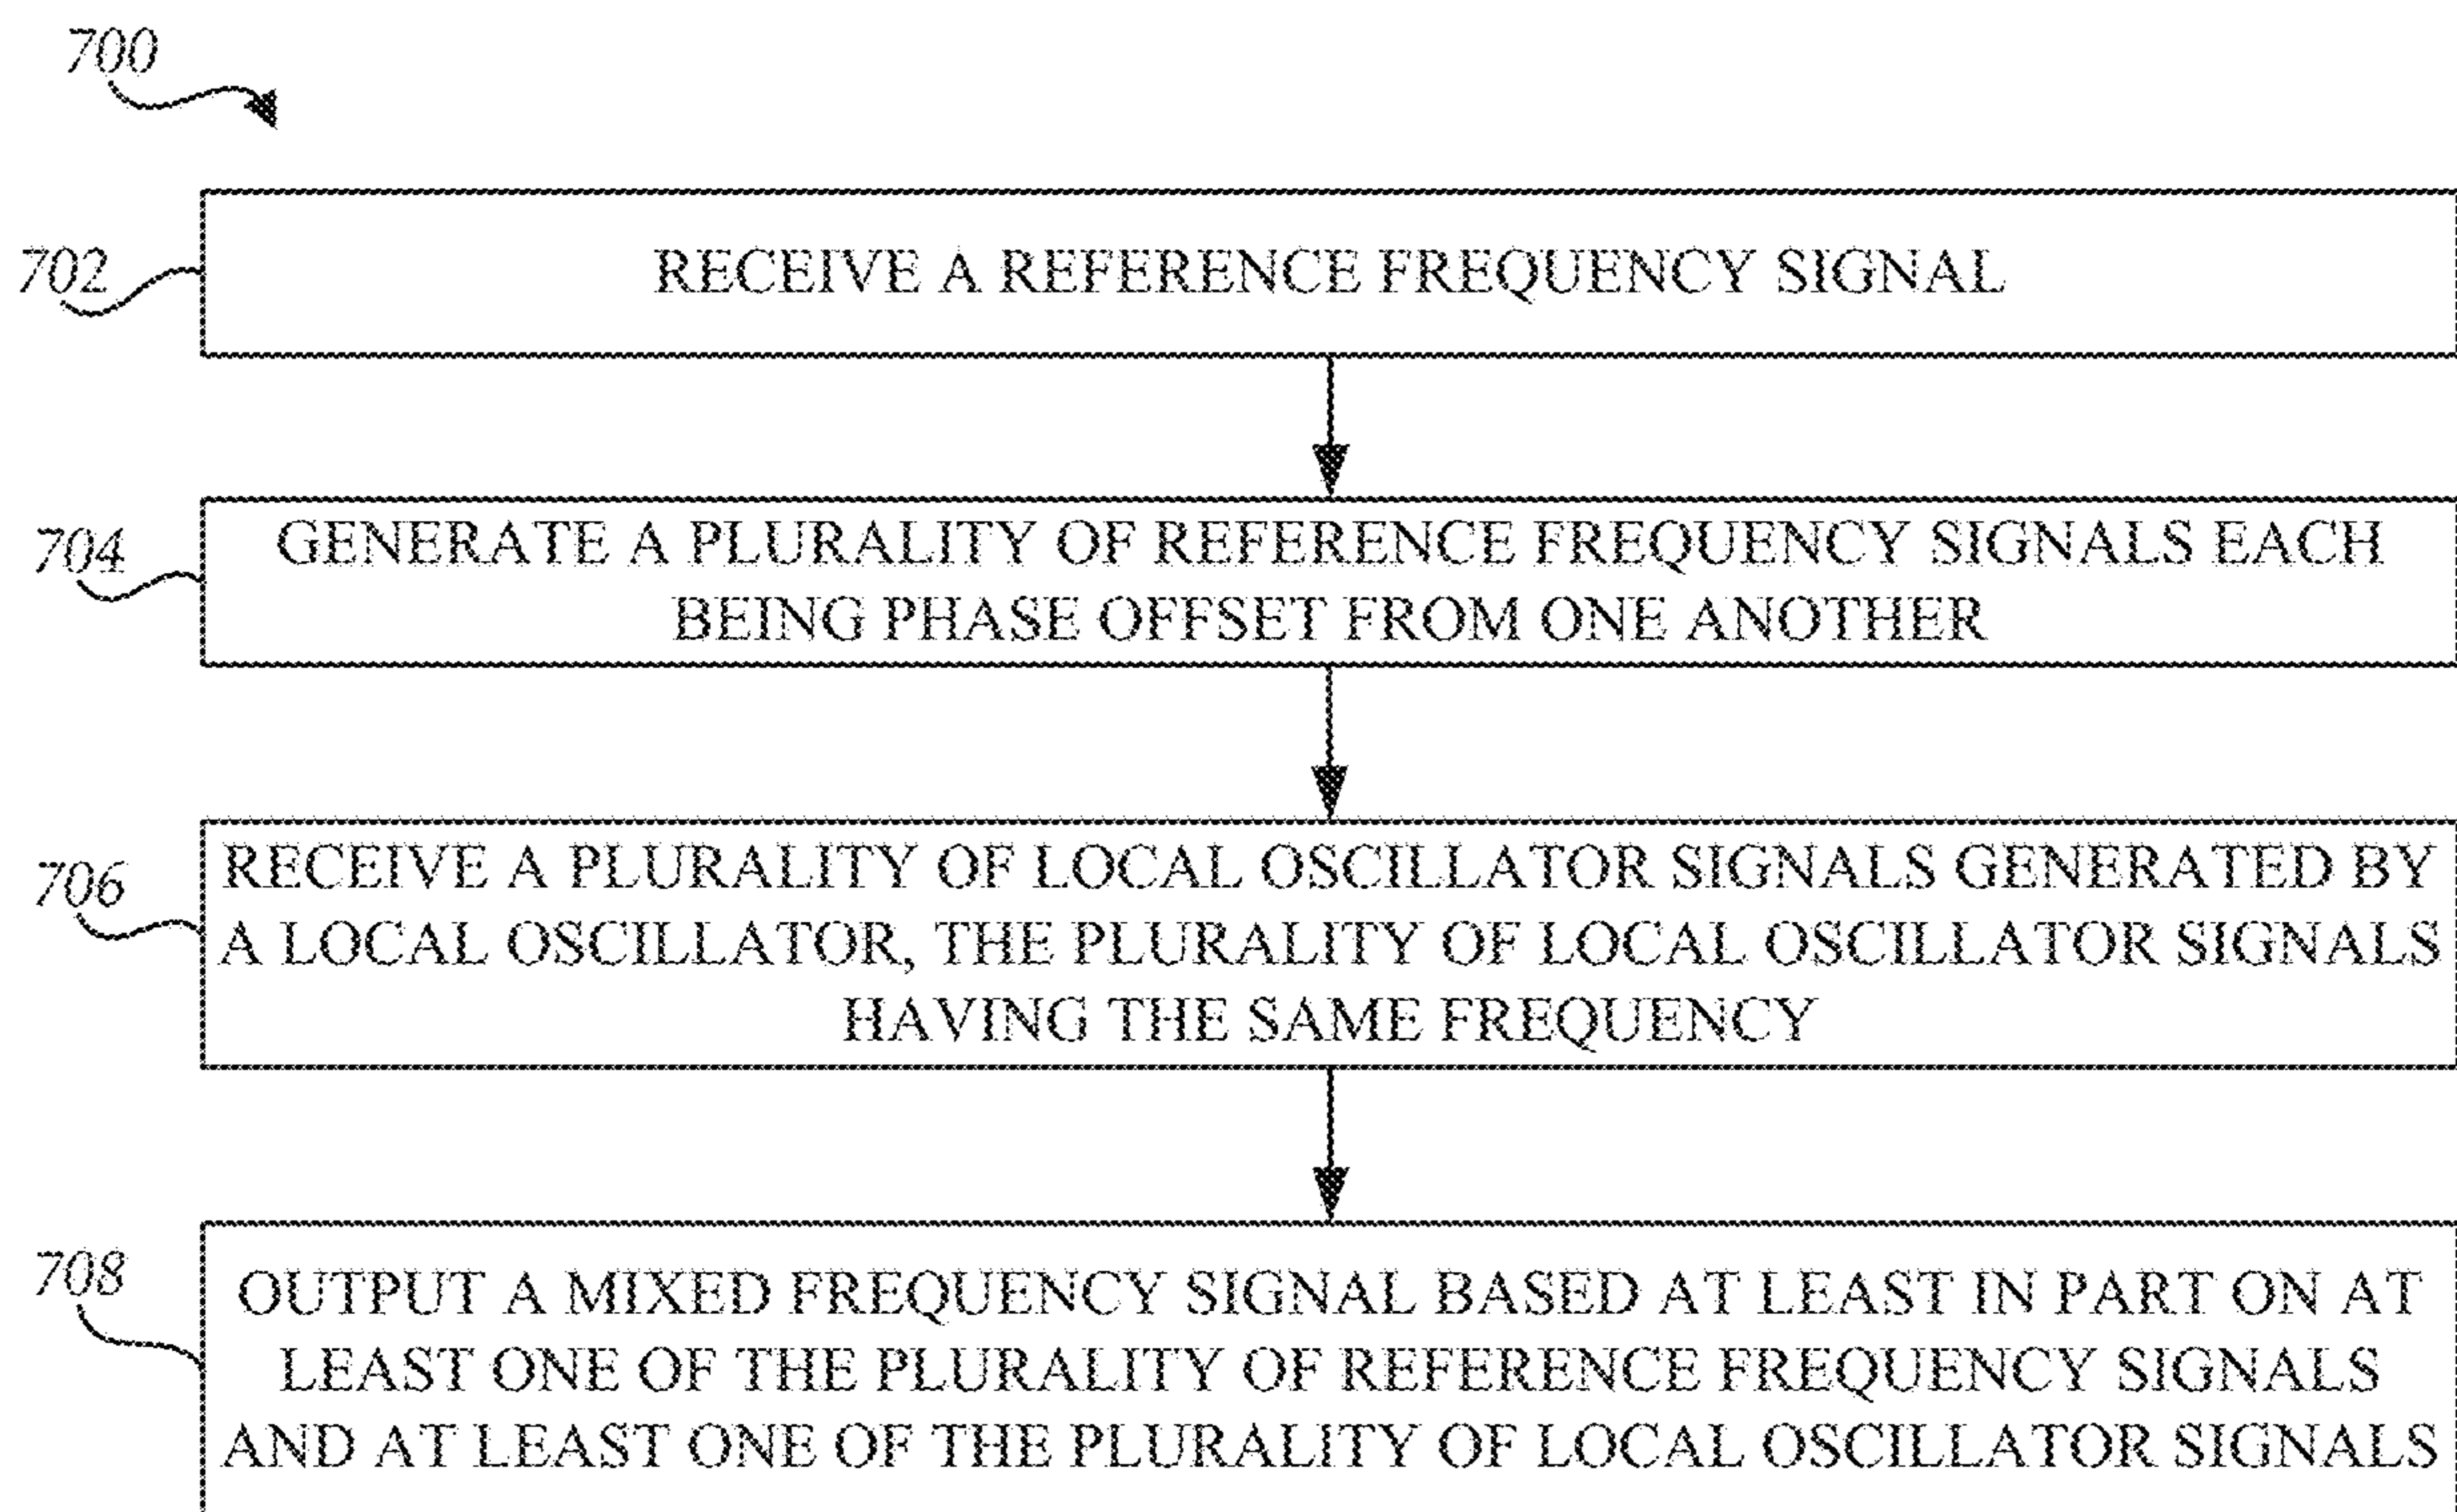 700
702
RECEIVE A REFERENCE FREQUENCY SIGNAL
704
GENERATE A PLURALITY OF REFERENCE FREQUENCY SIGNALS EACH
BEING PHASE OFFSET FROM ONE ANOTHER
706
RECEIVE A PLURALITY OF LOCAL OSCILLATOR SIGNALS GENERATED BY
A LOCAL OSCILLATOR, THE PLURALITY OF LOCAL OSCILLATOR SIGNALS
HAVING THE SAME FREQUENCY
708
OUTPUT A MIXED FREQUENCY SIGNAL BASED AT LEAST IN PART ON AT
LEAST ONE OF THE PLURALITY OF REFERENCE FREQUENCY SIGNALS
AND AT LEAST ONE OF THE PLURALITY OF LOCAL OSCILLATOR SIGNALS